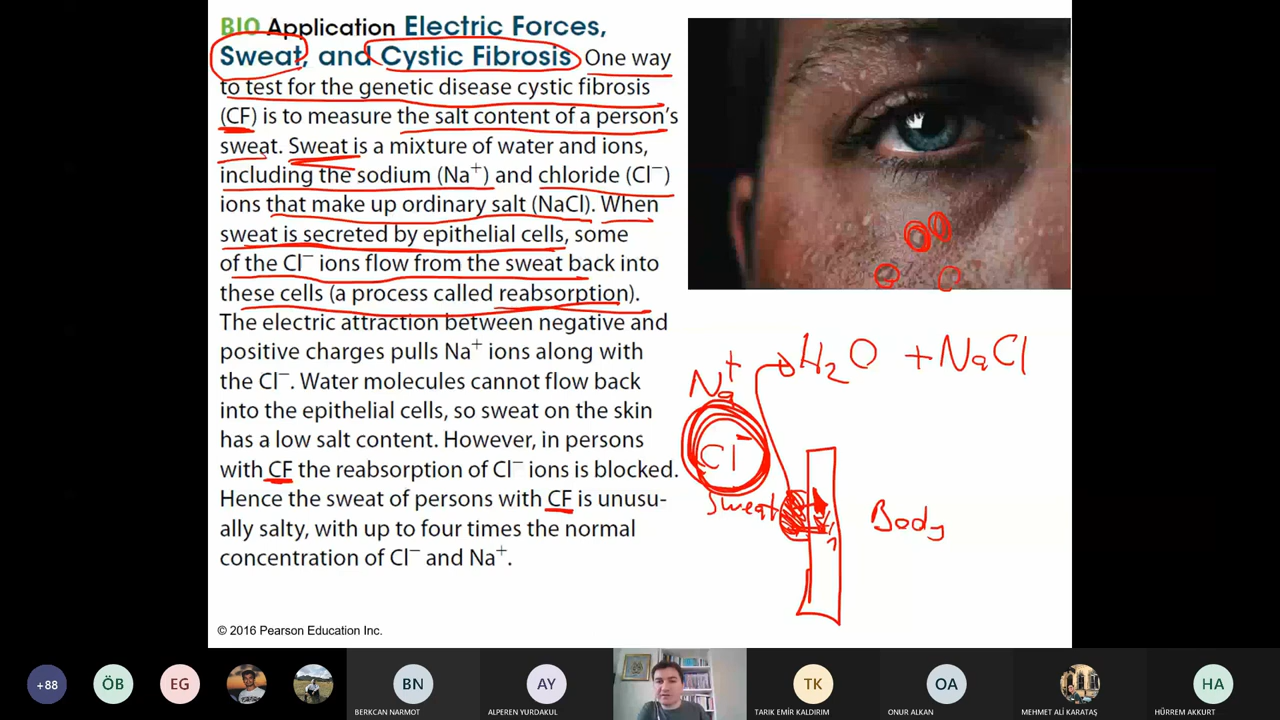 BIO Application Electric Forces,
Sweat, and Cystic Fibrosis One way
to test for the genetic disease cystic fibrosis
(CF) is to measure the salt content of a person's
sweat. Sweat is a mixture of water and ions,
including the sodium (Na⁺) and chloride (Cl⁻)
ions that make up ordinary salt (NaCl). When
sweat is secreted by epithelial cells, some
of the Cl⁻ ions flow from the sweat back into
these cells (a process called reabsorption).
The electric attraction between negative and
positive charges pulls Na⁺ ions along with
the Cl⁻. Water molecules cannot flow back
into the epithelial cells, so sweat on the skin
has a low salt content. However, in persons
with CF the reabsorption of Cl⁻ ions is blocked.
Hence the sweat of persons with CF is unusu-
ally salty, with up to four times the normal
concentration of Cl⁻ and Na⁺.
H₂O + NaCl
Na⁺
Cl⁻
Sweat
Body
© 2016 Pearson Education Inc.
+88
ÖB
EG
BN
BERKCAN NARMOT
AY
ALPEREN YURDAKUL
TK
TARIK EMİR KALDIRIM
OA
ONUR ALKAN
MEHMET ALİ KARATAŞ
HA
HÜRREM AKKURT